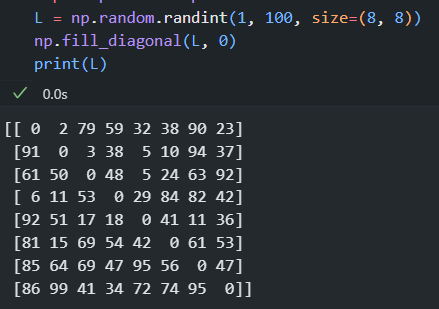 L = np.random.randint(1, 100, size=(8, 8))
np.fill_diagonal(L, 0)
print(L)
0.0s
[[ 0  2 79 59 32 38 90 23]
 [91  0  3 38  5 10 94 37]
 [61 50  0 48  5 24 63 92]
 [ 6 11 53  0 29 84 82 42]
 [92 51 17 18  0 41 11 36]
 [81 15 69 54 42  0 61 53]
 [85 64 69 47 95 56  0 47]
 [86 99 41 34 72 74 95  0]]